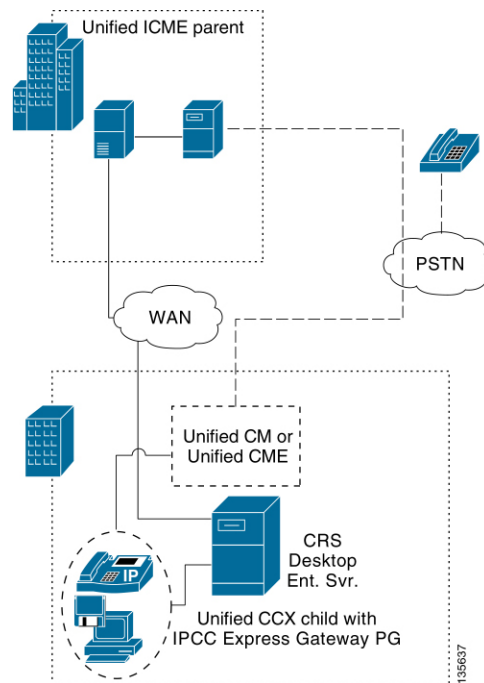 Unified ICME parent
PSTN
WAN
Unified CM or
Unified CME
CRS
Desktop
Ent. Svr.
IP
Unified CCX child with
IPCC Express Gateway PG
135637